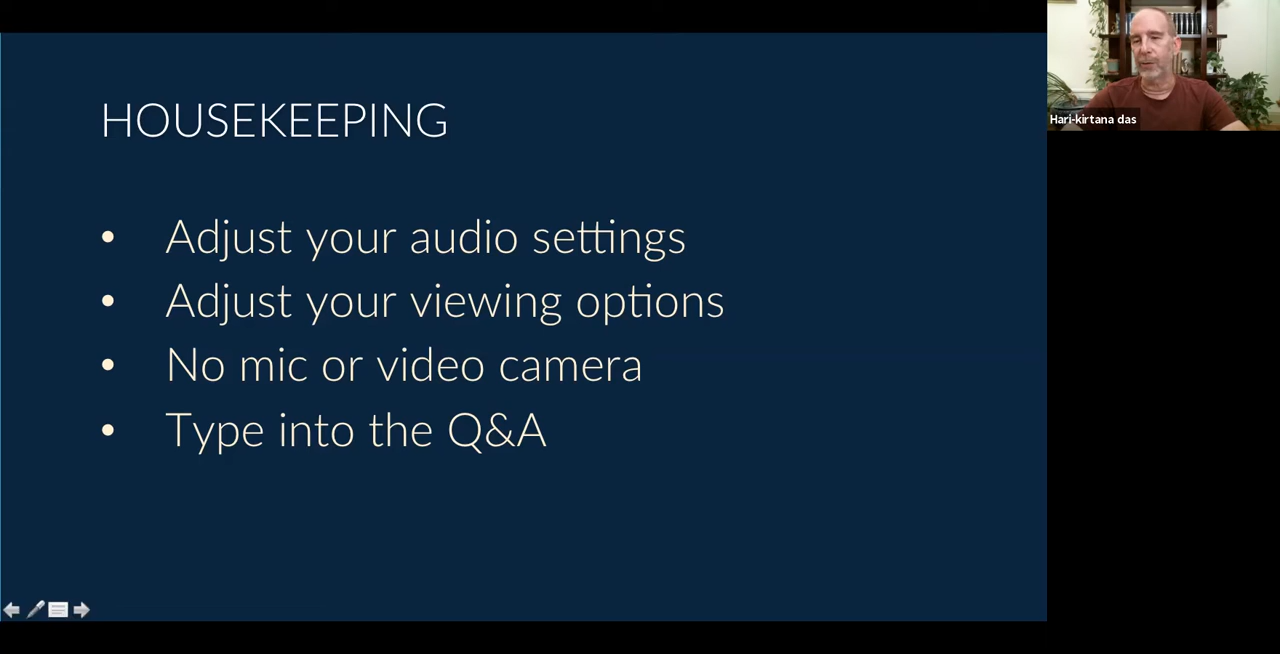 HOUSEKEEPING
• Adjust your audio settings
• Adjust your viewing options
• No mic or video camera
• Type into the Q&A
Hari-kirtana das